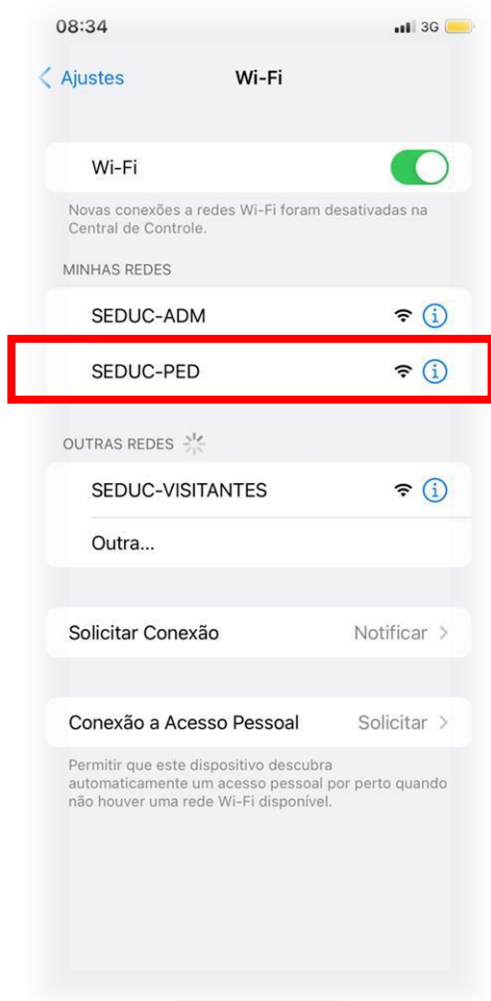 08:34 3G
Ajustes Wi-Fi
Wi-Fi
Novas conexões a redes Wi-Fi foram desativadas na
Central de Controle.
MINHAS REDES
SEDUC-ADM
SEDUC-PED
OUTRAS REDES
SEDUC-VISITANTES
Outra...
Solicitar Conexão Notificar
Conexão a Acesso Pessoal Solicitar
Permitir que este dispositivo descubra
automaticamente um acesso pessoal por perto quando
não houver uma rede Wi-Fi disponível.